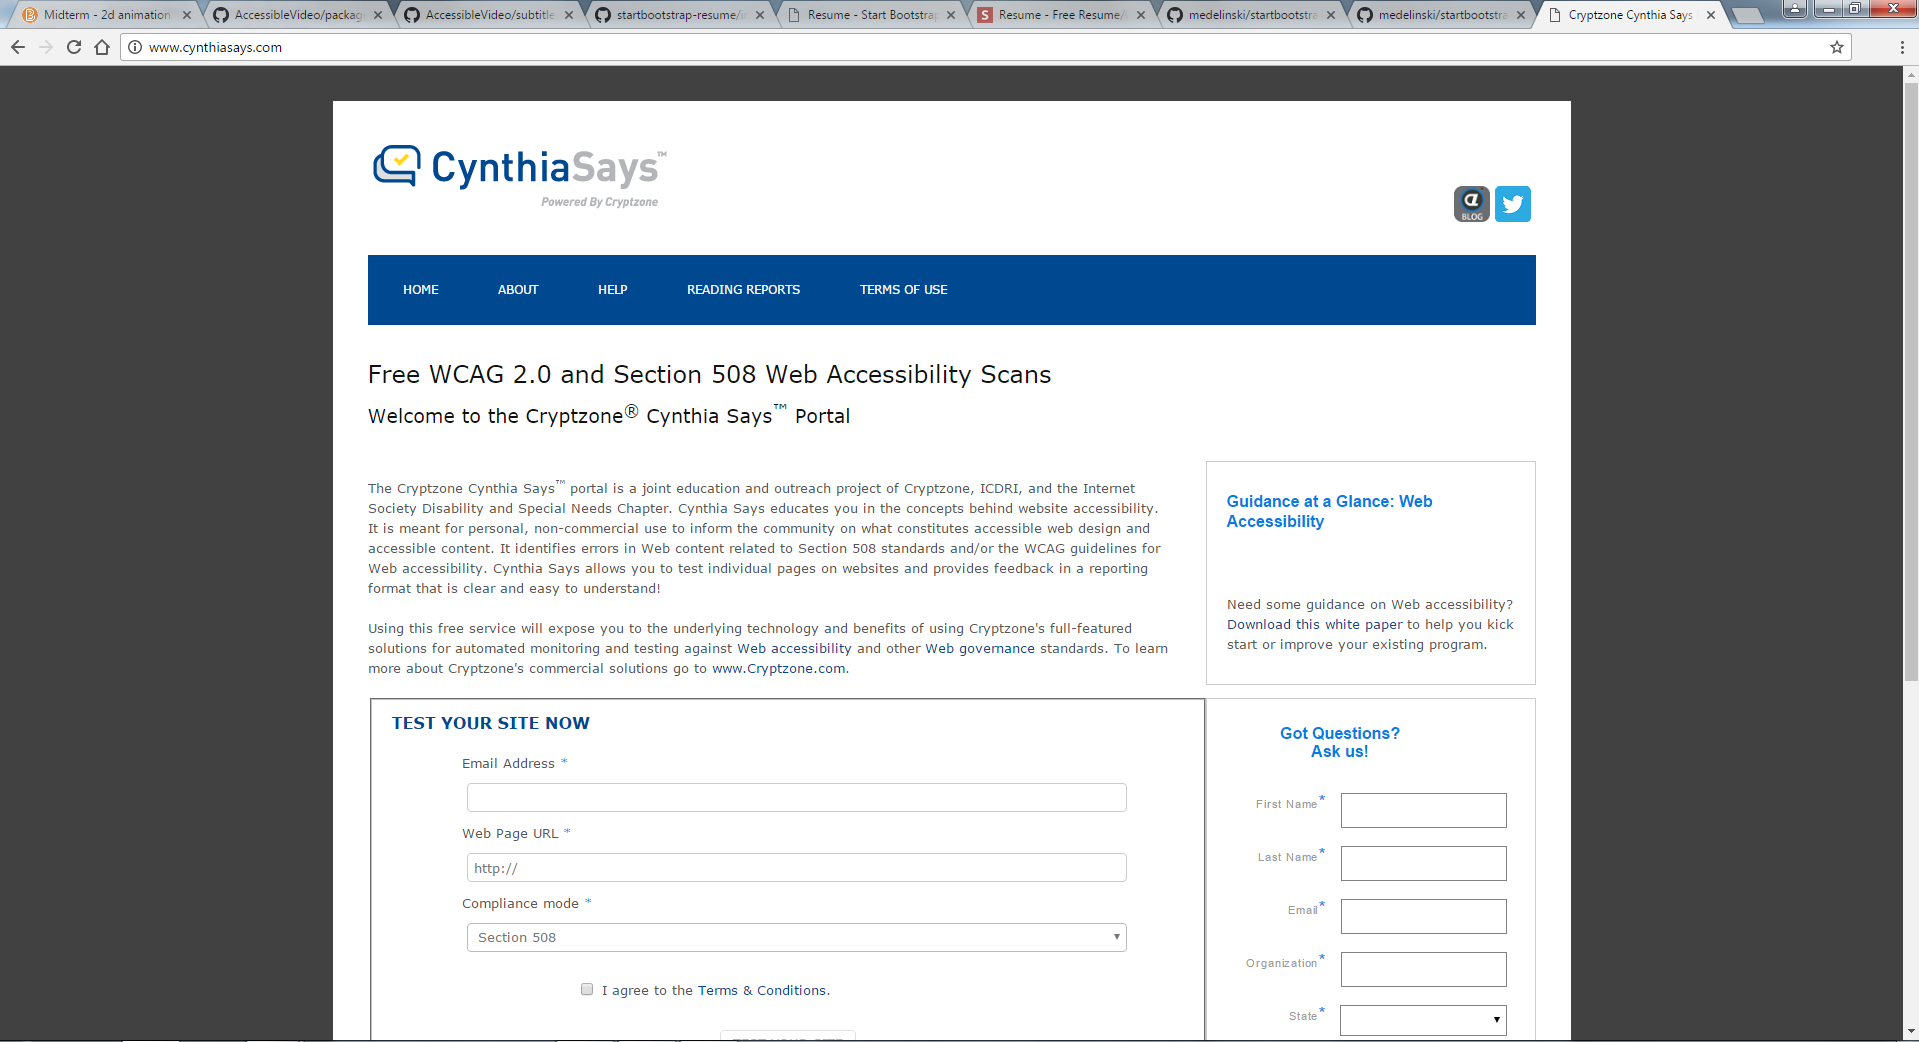 Midterm - 2d animation
AccessibleVideo/packag
AccessibleVideo/subtitle
startbootstrap-resume/i
Resume - Start Bootstrap
Resume - Free Resume/
medelinski/startbootstra
medelinski/startbootstra
Cryptzone Cynthia Says
www.cynthiasays.com
CynthiaSays™
Powered By Cryptzone
a
BLOG
HOME ABOUT HELP READING REPORTS TERMS OF USE
Free WCAG 2.0 and Section 508 Web Accessibility Scans
Welcome to the Cryptzone® Cynthia Says™ Portal
The Cryptzone Cynthia Says™ portal is a joint education and outreach project of Cryptzone, ICDRI, and the Internet
Society Disability and Special Needs Chapter. Cynthia Says educates you in the concepts behind website accessibility.
It is meant for personal, non-commercial use to inform the community on what constitutes accessible web design and
accessible content. It identifies errors in Web content related to Section 508 standards and/or the WCAG guidelines for
Web accessibility. Cynthia Says allows you to test individual pages on websites and provides feedback in a reporting
format that is clear and easy to understand!
Using this free service will expose you to the underlying technology and benefits of using Cryptzone's full-featured
solutions for automated monitoring and testing against Web accessibility and other Web governance standards. To learn
more about Cryptzone's commercial solutions go to www.Cryptzone.com.
Guidance at a Glance: Web
Accessibility
Need some guidance on Web accessibility?
Download this white paper to help you kick
start or improve your existing program.
TEST YOUR SITE NOW
Email Address *
Web Page URL *
http://
Compliance mode *
Section 508
I agree to the Terms & Conditions.
Got Questions?
Ask us!
First Name*
Last Name*
Email*
Organization*
State*